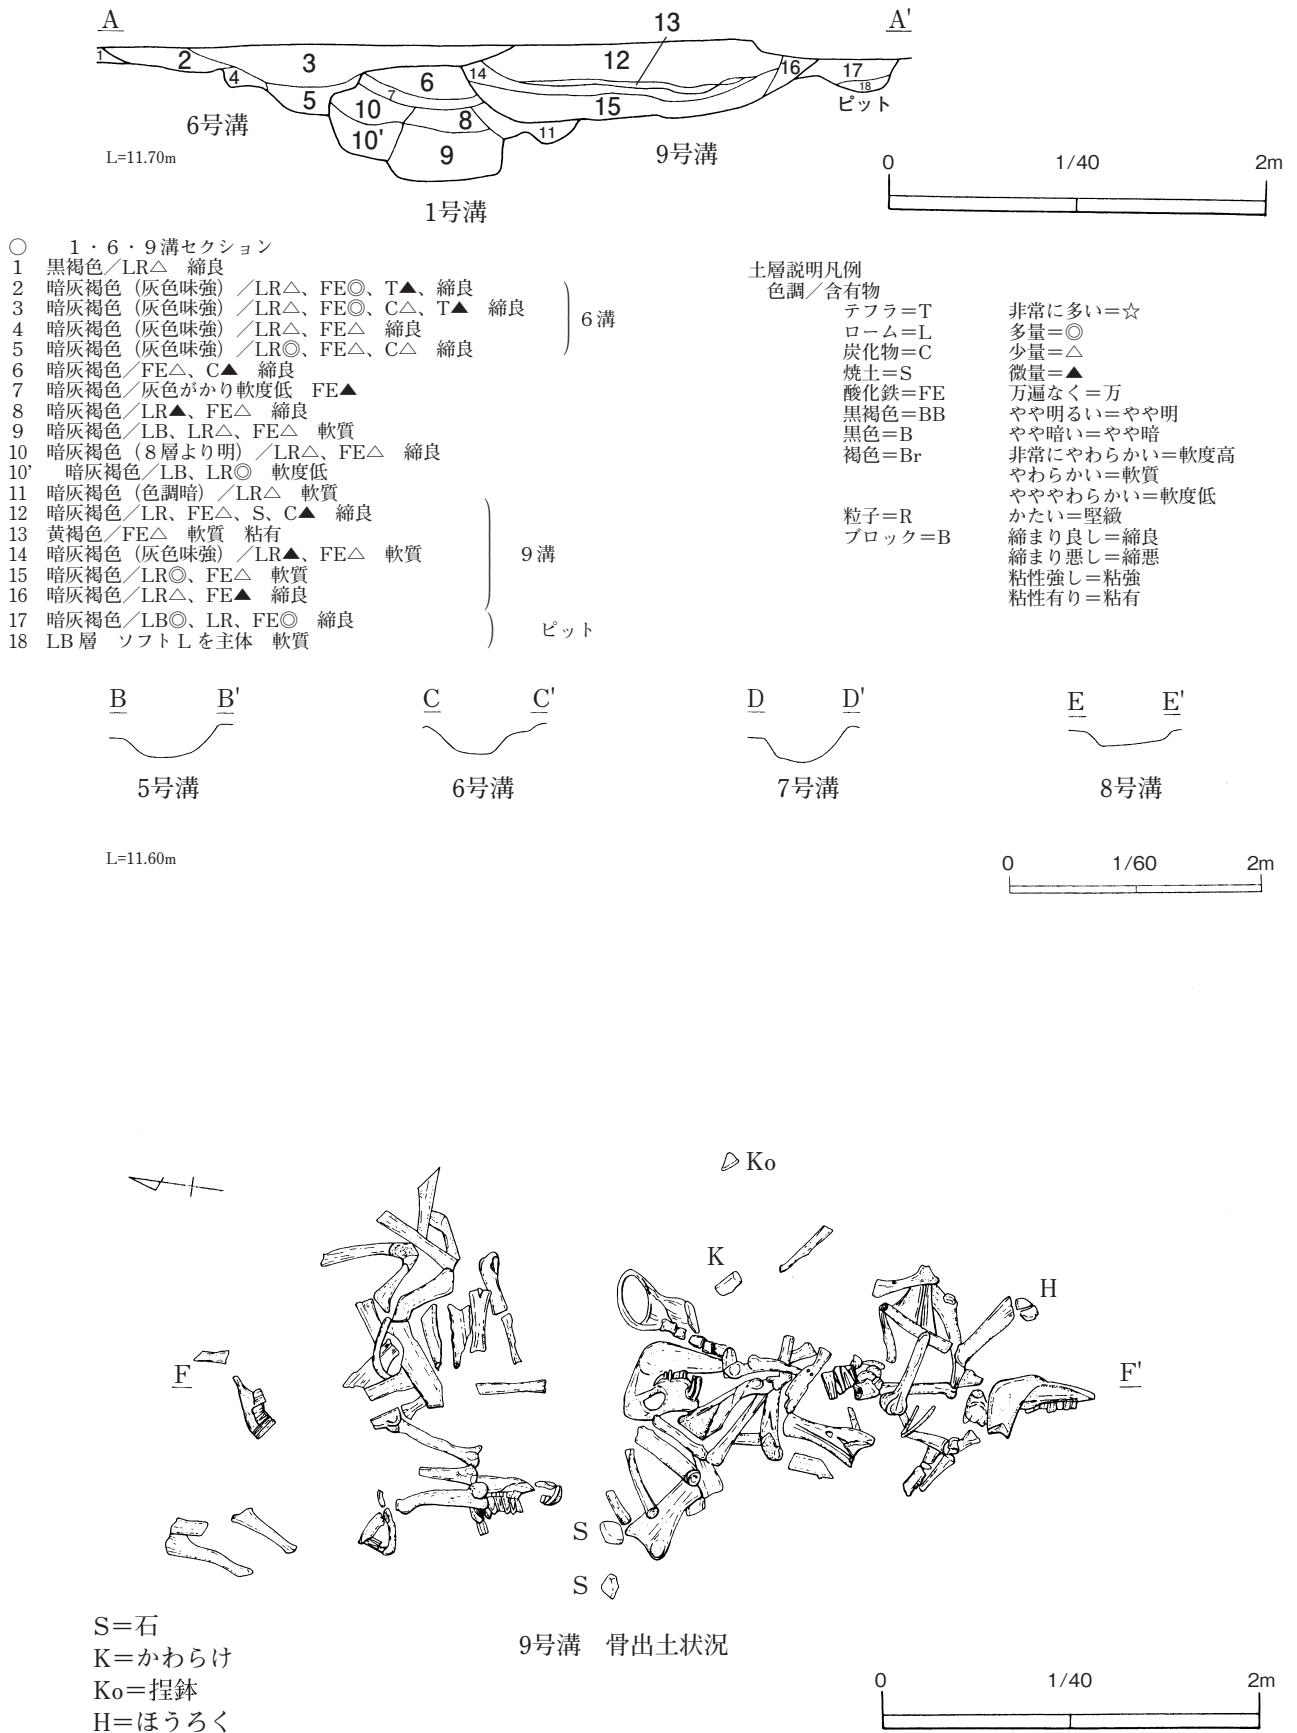 A A'
13
1 2 3 4 5 6 7 8 9 10 10' 11 12 14 15 16 17 18
ピット
6号溝
9号溝
1号溝
L=11.70m
0 1/40 2m
○ 1・6・9溝セクション
1 黒褐色／LR△ 締良
2 暗灰褐色（灰色味強）／LR△、FE◎、T▲、締良
3 暗灰褐色（灰色味強）／LR△、FE◎、C△、T▲ 締良
4 暗灰褐色（灰色味強）／LR△、FE△ 締良
5 暗灰褐色（灰色味強）／LR◎、FE△、C△ 締良
6溝
6 暗灰褐色／FE△、C▲ 締良
7 暗灰褐色／灰色がかり軟度低 FE▲
8 暗灰褐色／LR▲、FE△ 締良
9 暗灰褐色／LB、LR△、FE△ 軟質
10 暗灰褐色（８層より明）／LR△、FE△ 締良
10’ 暗灰褐色／LB、LR◎ 軟度低
11 暗灰褐色（色調暗）／LR△ 軟質
12 暗灰褐色／LR、FE△、S、C▲ 締良
13 黄褐色／FE△ 軟質 粘有
14 暗灰褐色（灰色味強）／LR▲、FE△ 軟質
15 暗灰褐色／LR◎、FE△ 軟質
16 暗灰褐色／LR△、FE▲ 締良
9溝
17 暗灰褐色／LB◎、LR、FE◎ 締良
18 LB層 ソフトLを主体 軟質
ピット
土層説明凡例
色調／含有物
テフラ＝T 非常に多い＝☆
ローム＝L 多量＝◎
炭化物＝C 少量＝△
焼土＝S 微量＝▲
酸化鉄＝FE 万遍なく＝万
黒褐色＝BB やや明るい＝やや明
黒色＝B やや暗い＝やや暗
褐色＝Br 非常にやわらかい＝軟度高
やわらかい＝軟質
やややわらかい＝軟度低
粒子＝R かたい＝堅緻
ブロック＝B 締まり良し＝締良
締まり悪し＝締悪
粘性強し＝粘強
粘性有り＝粘有
B B' C C' D D' E E'
5号溝 6号溝 7号溝 8号溝
L=11.60m
0 1/60 2m
Ko
K
H
F F'
S
S
S＝石
K＝かわらけ
Ko＝捏鉢
H＝ほうろく
9号溝 骨出土状況
0 1/40 2m